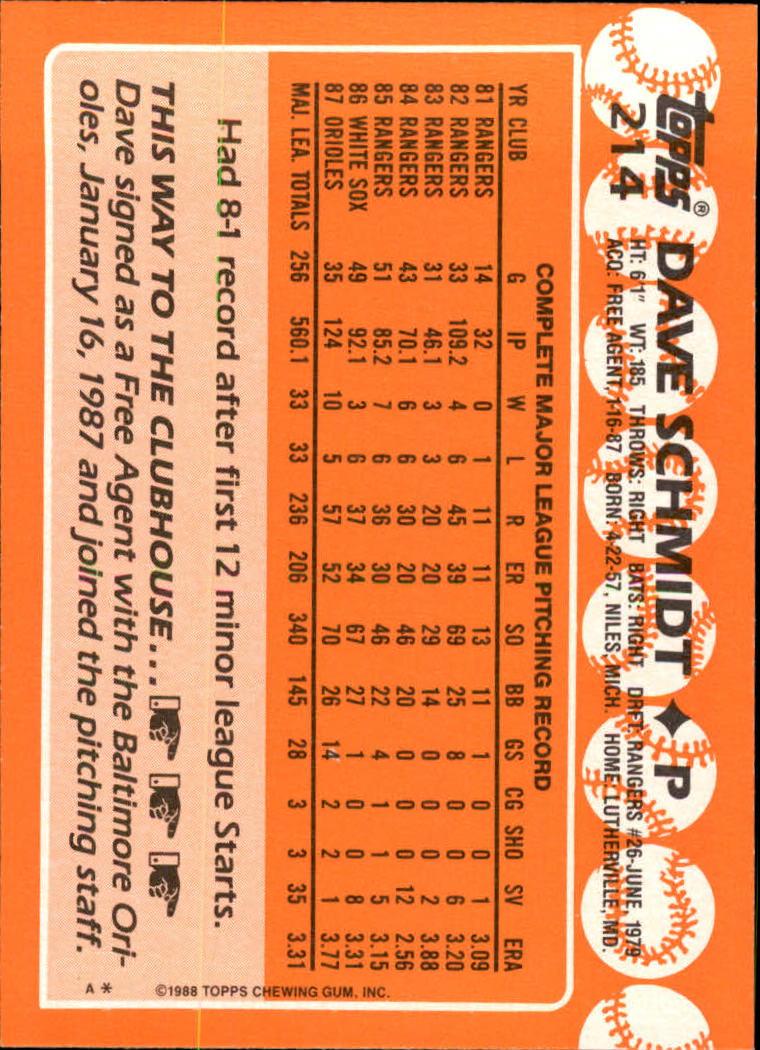 topps®
214
DAVE SCHMIDT ◆ P
HT: 6'1" WT: 185 THROWS: RIGHT BATS: RIGHT DRFT: RANGERS #26-JUNE, 1979
ACQ: FREE AGENT, 1-16-87 BORN: 4-22-57, NILES, MICH. HOME: LUTHERVILLE, MD.
COMPLETE MAJOR LEAGUE PITCHING RECORD
YR CLUB G IP W L R ER SO BB GS CG SHO SV ERA
81 RANGERS 14 32 0 1 11 11 13 11 1 0 0 1 3.09
82 RANGERS 33 109.2 4 6 45 39 69 25 8 0 0 6 3.20
83 RANGERS 31 46.1 3 3 20 20 29 14 0 0 0 2 3.88
84 RANGERS 43 70.1 6 6 30 20 46 20 0 0 0 12 2.56
85 RANGERS 51 85.2 7 6 36 30 46 22 4 1 1 5 3.15
86 WHITE SOX 49 92.1 3 6 37 34 67 27 1 0 0 8 3.31
87 ORIOLES 35 124 10 5 57 52 70 26 14 2 2 1 3.77
MAJ. LEA. TOTALS 256 560.1 33 33 236 206 340 145 28 3 3 35 3.31
Had 8-1 record after first 12 minor league Starts.
THIS WAY TO THE CLUBHOUSE...
Dave signed as a Free Agent with the Baltimore Ori-
oles, January 16, 1987 and joined the pitching staff.
A * ©1988 TOPPS CHEWING GUM, INC.